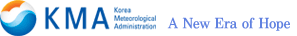 KMA Korea
Meteorological
Administration
A New Era of Hope